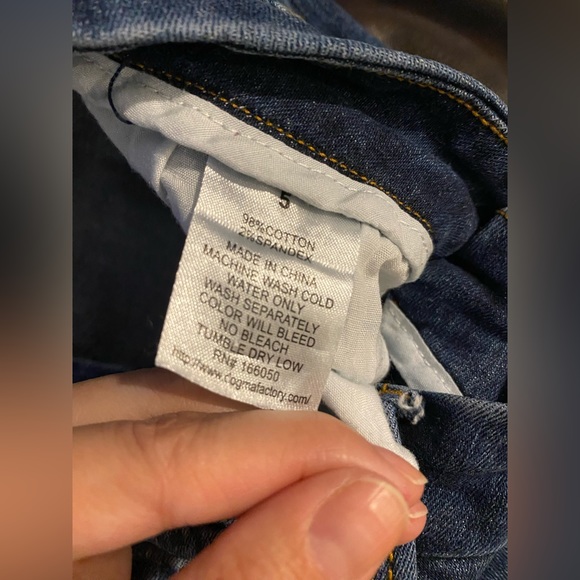 5
98%COTTON
2%SPANDEX
MADE IN CHINA
MACHINE WASH COLD
WATER ONLY
WASH SEPARATELY
COLOR WILL BLEED
NO BLEACH
TUMBLE DRY LOW
RN# 166050
http://www.cogmafactory.com/